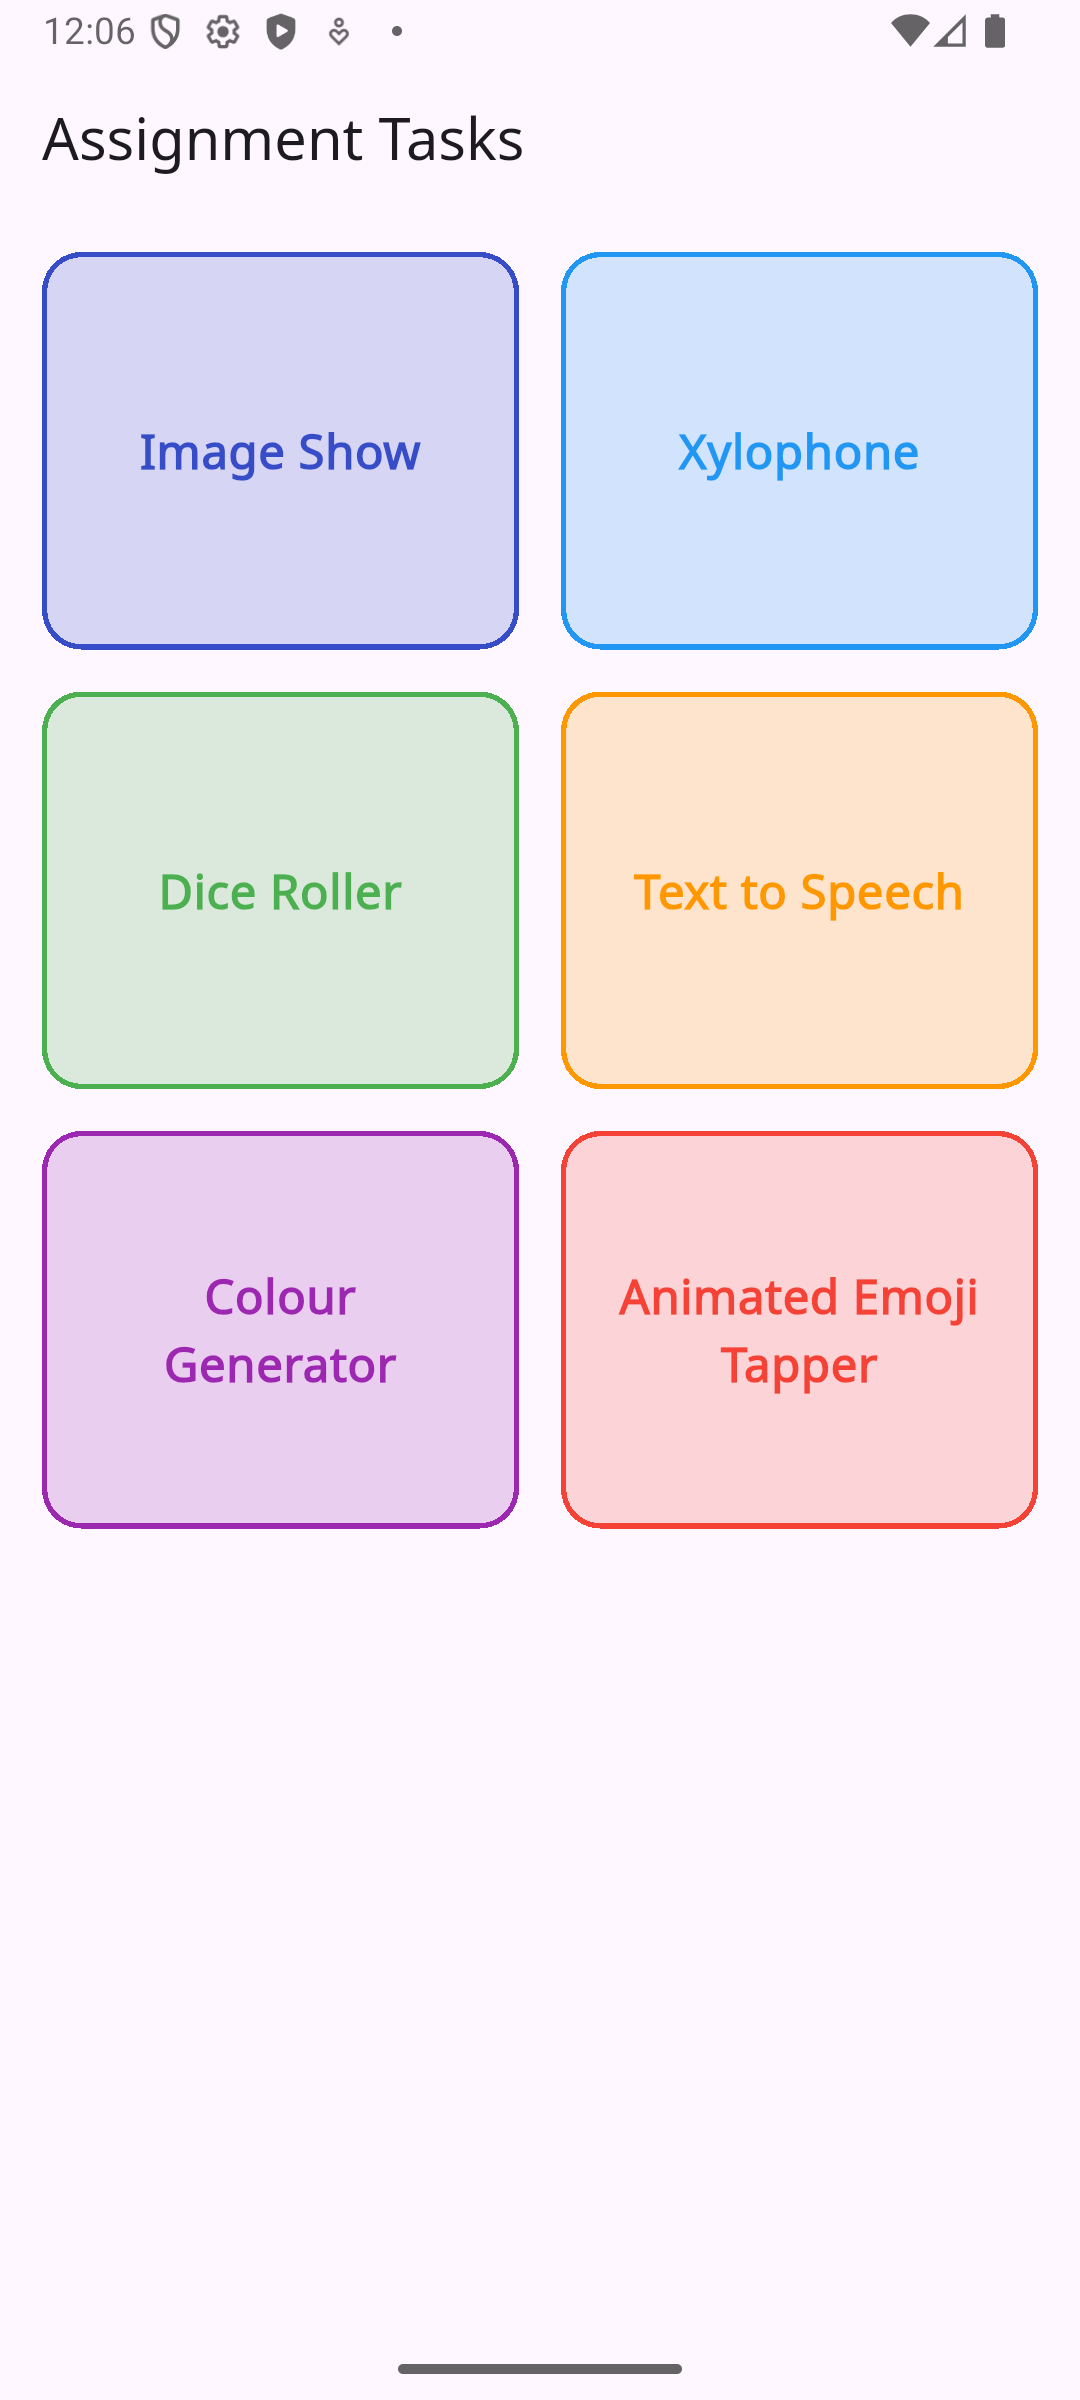 12:06
Assignment Tasks
Image Show
Xylophone
Dice Roller
Text to Speech
Colour
Generator
Animated Emoji
Tapper